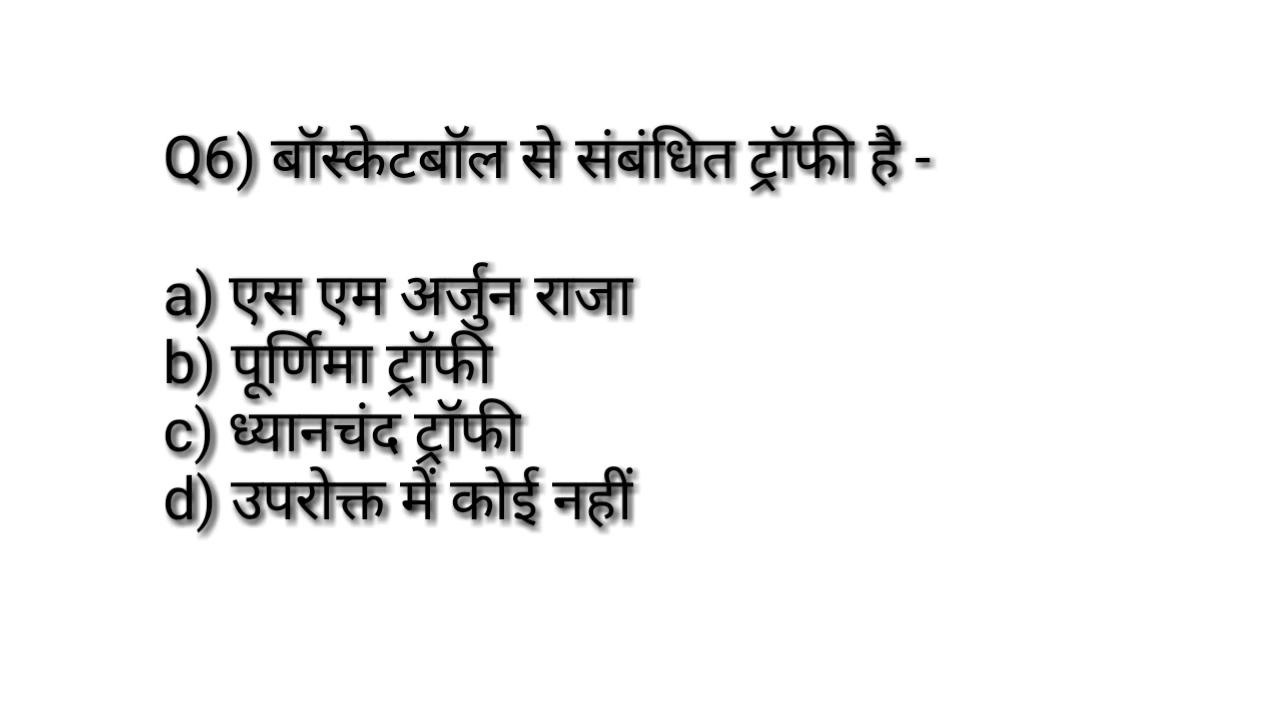 Q6) बॉस्केटबॉल से संबंधित ट्रॉफी है -
a) एस एम अर्जुन राजा
b) पूर्णिमा ट्रॉफी
c) ध्यानचंद ट्रॉफी
d) उपरोक्त में कोई नहीं